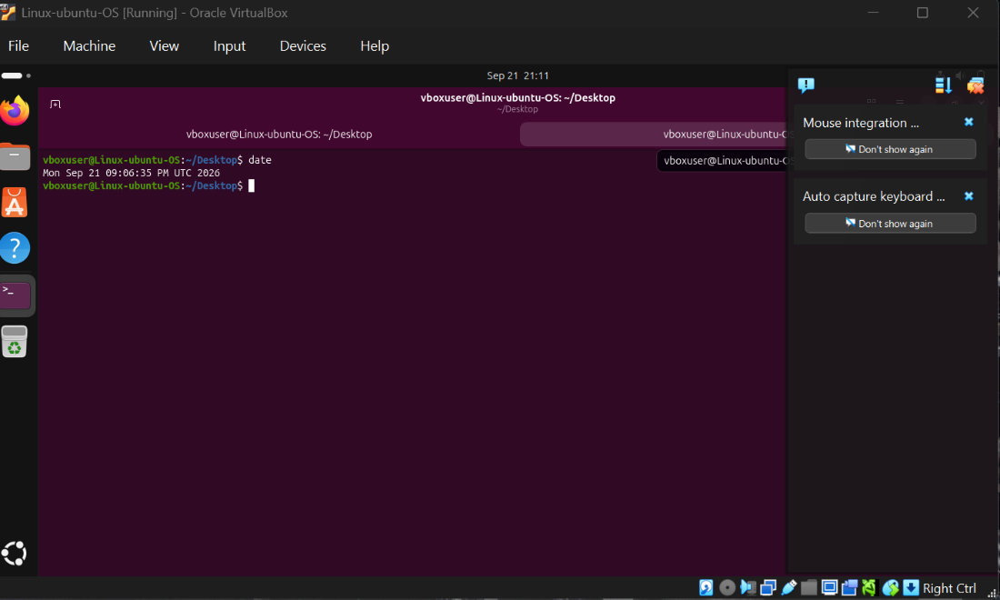 Linux-ubuntu-OS [Running] - Oracle VirtualBox
File Machine View Input Devices Help
Sep 21 21:11
vboxuser@Linux-ubuntu-OS: ~/Desktop
~/Desktop
vboxuser@Linux-ubuntu-OS: ~/Desktop
vboxuser@Linux-ubuntu-OS
vboxuser@Linux-ubuntu-OS:~/Desktop$ date
vboxuser@Linux-ubuntu-OS
Mon Sep 21 09:06:35 PM UTC 2026
vboxuser@Linux-ubuntu-OS:~/Desktop$
Mouse integration ...
Don't show again
Auto capture keyboard ...
Don't show again
Right Ctrl